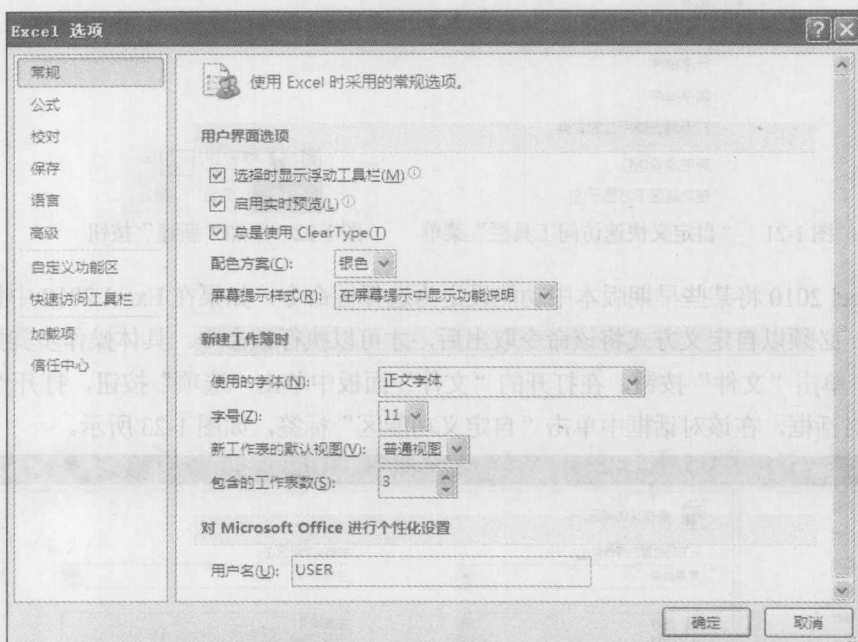 Excel 选项
常规
公式
校对
保存
语言
高级
自定义功能区
快速访问工具栏
加载项
信任中心
使用 Excel 时采用的常规选项。
用户界面选项
选择时显示浮动工具栏(M)
启用实时预览(L)
总是使用 ClearType(T)
配色方案(C): 银色
屏幕提示样式(R): 在屏幕提示中显示功能说明
新建工作簿时
使用的字体(N): 正文字体
字号(Z): 11
新工作表的默认视图(V): 普通视图
包含的工作表数(S): 3
对 Microsoft Office 进行个性化设置
用户名(U): USER
确定 取消